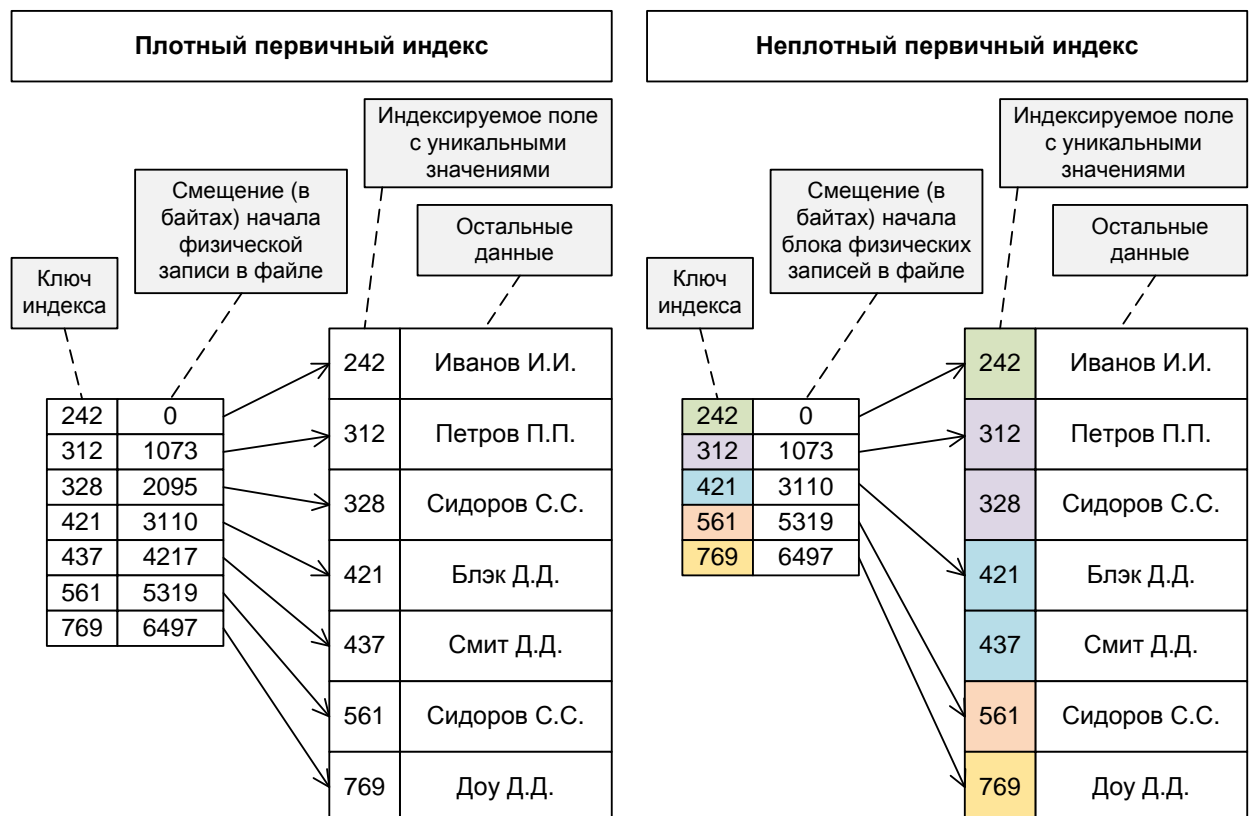 Плотный первичный индекс
Неплотный первичный индекс
Индексируемое поле
с уникальными
значениями
Смещение (в
байтах) начала
физической
записи в файле
Остальные
данные
Ключ
индекса
242 0
312 1073
328 2095
421 3110
437 4217
561 5319
769 6497
242 Иванов И.И.
312 Петров П.П.
328 Сидоров С.С.
421 Блэк Д.Д.
437 Смит Д.Д.
561 Сидоров С.С.
769 Доу Д.Д.
Индексируемое поле
с уникальными
значениями
Смещение (в
байтах) начала
блока физических
записей в файле
Остальные
данные
Ключ
индекса
242 0
312 1073
421 3110
561 5319
769 6497
242 Иванов И.И.
312 Петров П.П.
328 Сидоров С.С.
421 Блэк Д.Д.
437 Смит Д.Д.
561 Сидоров С.С.
769 Доу Д.Д.